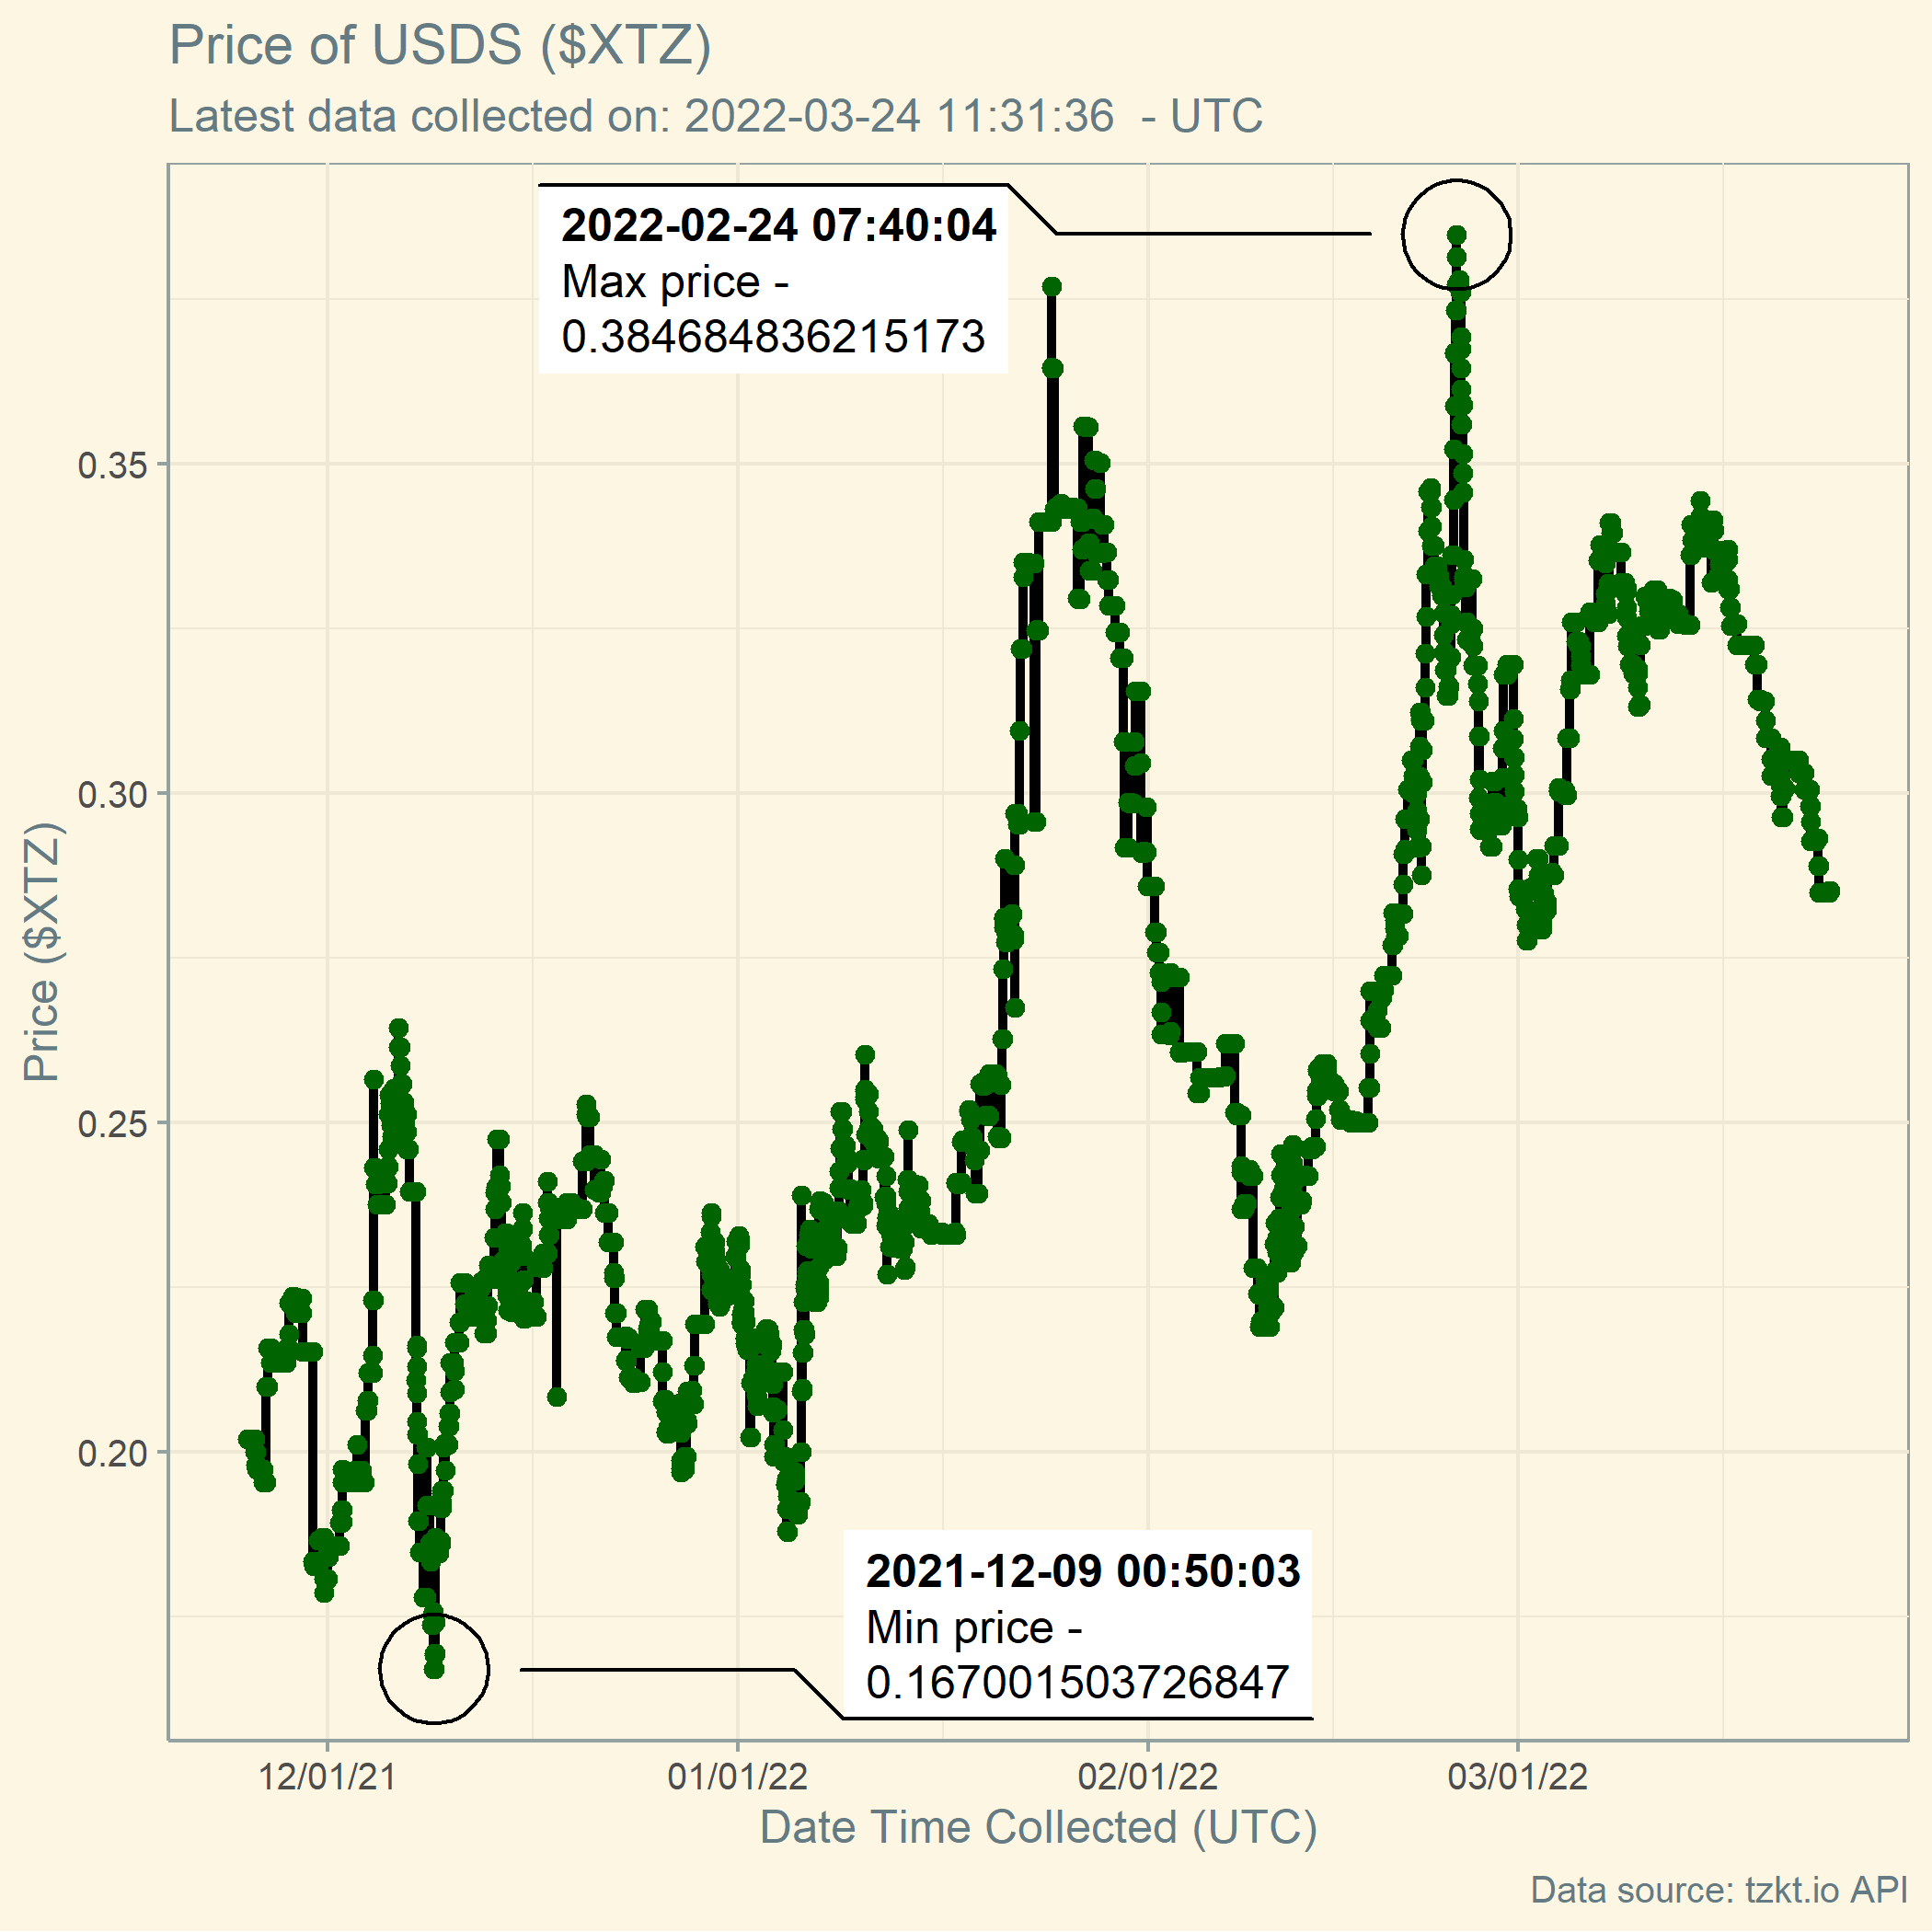 Price of USDS ($XTZ)
Latest data collected on: 2022-03-24 11:31:36  - UTC
2022-02-24 07:40:04
Max price -
0.384684836215173
0.35
0.30
0.25
0.20
Price ($XTZ)
2021-12-09 00:50:03
Min price -
0.167001503726847
12/01/21
01/01/22
02/01/22
03/01/22
Date Time Collected (UTC)
Data source: tzkt.io API